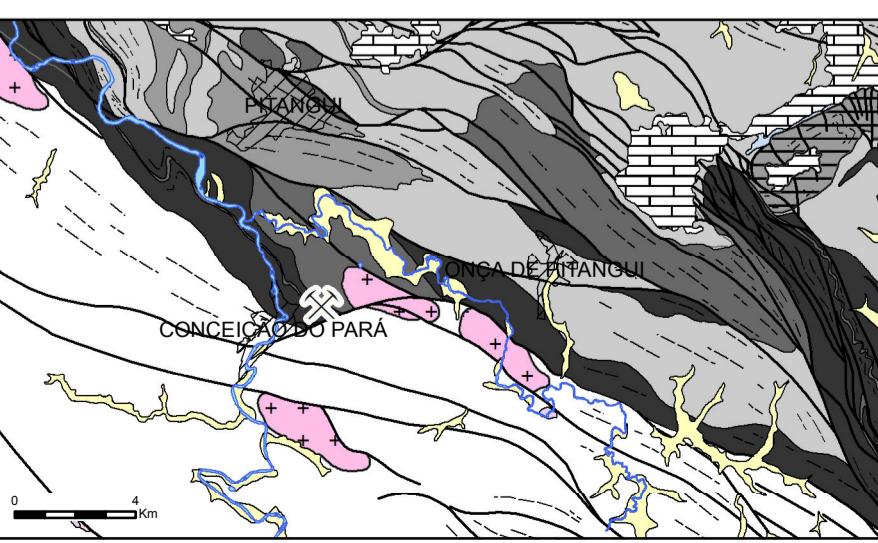 PITANGUI
ONÇA DE PITANGUI
CONCEIÇÃO DO PARÁ
0 4
Km